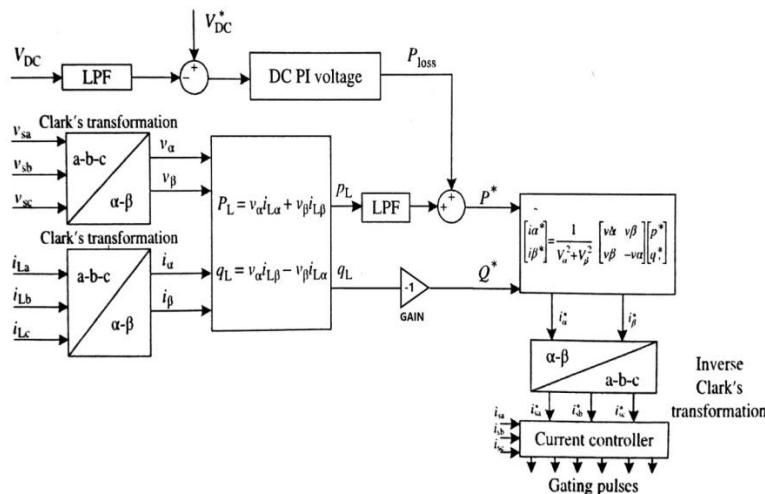 V*DC
VDC
LPF
-
+
DC PI voltage
Ploss
Clark's transformation
vsa
vsb
vsc
a-b-c
α-β
vα
vβ
PL = vαiLα + vβiLβ
qL = vαiLβ − vβiLα
pL
LPF
+
+
P*
Clark's transformation
iLa
iLb
iLc
a-b-c
α-β
iα
iβ
qL
-1
GAIN
Q*
[iα* iβ*] = 1/(Vα²+Vβ²) [vα vβ vβ -vα] [p* q*]
i*α
i*β
α-β
a-b-c
Inverse
Clark's
transformation
i*sa
i*sb
i*sc
isa
isb
isc
Current controller
Gating pulses